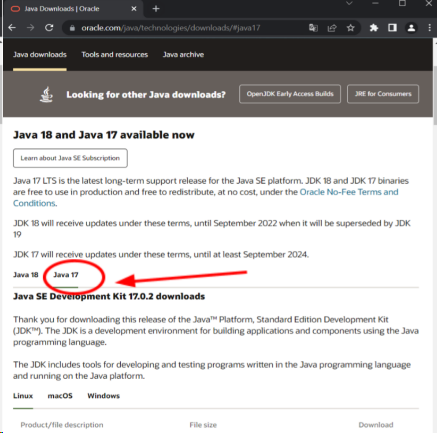 Java Downloads | Oracle
oracle.com/java/technologies/downloads/#java17
Java downloads Tools and resources Java archive
Looking for other Java downloads? OpenJDK Early Access Builds JRE for Consumers
Java 18 and Java 17 available now
Learn about Java SE Subscription
Java 17 LTS is the latest long-term support release for the Java SE platform. JDK 18 and JDK 17 binaries
are free to use in production and free to redistribute, at no cost, under the Oracle No-Fee Terms and
Conditions.
JDK 18 will receive updates under these terms, until September 2022 when it will be superseded by JDK
19
JDK 17 will receive updates under these terms, until at least September 2024.
Java 18 Java 17
Java SE Development Kit 17.0.2 downloads
Thank you for downloading this release of the Java™ Platform, Standard Edition Development Kit
(JDK™). The JDK is a development environment for building applications and components using the Java
programming language.
The JDK includes tools for developing and testing programs written in the Java programming language
and running on the Java platform.
Linux macOS Windows
Product/file description File size Download